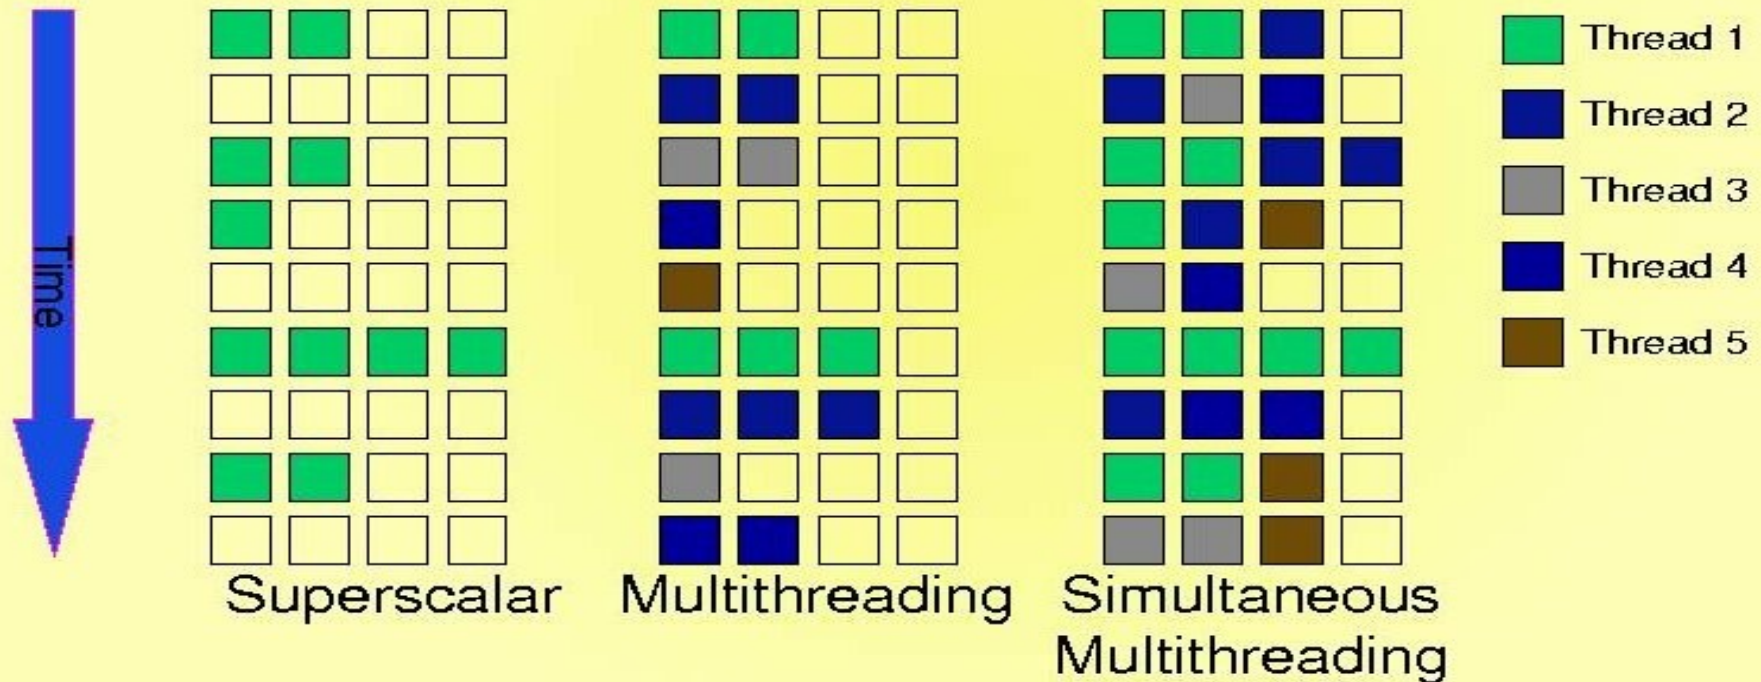 Time
Thread 1
Thread 2
Thread 3
Thread 4
Thread 5
Superscalar
Multithreading
Simultaneous
Multithreading